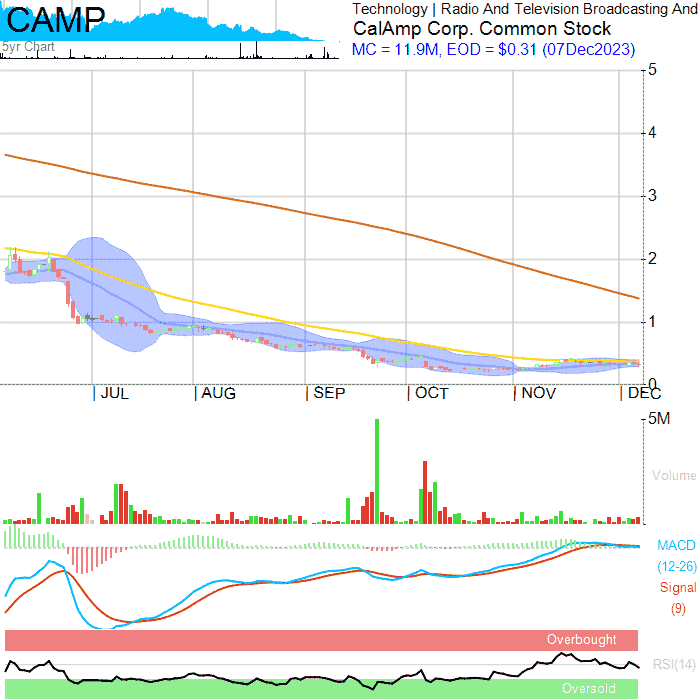 CAMP
5yr Chart
Technology | Radio And Television Broadcasting And
CalAmp Corp. Common Stock
MC = 11.9M, EOD = $0.31 (07Dec2023)
5
4
3
2
1
0
JUL
AUG
SEP
OCT
NOV
DEC
5M
Volume
MACD
(12-26)
Signal
(9)
Overbought
RSI(14)
Oversold